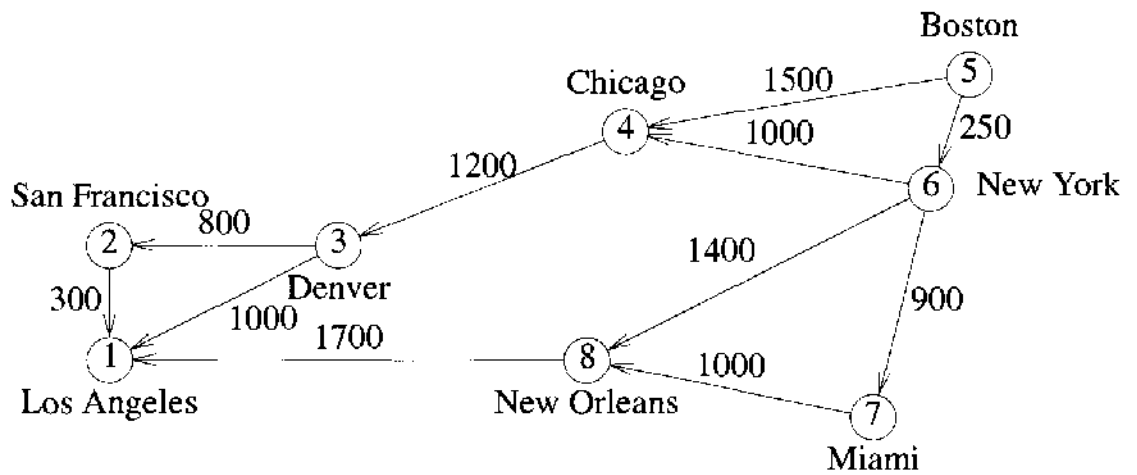 Boston
5
1500
Chicago
4
250
1000
1200
6
New York
San Francisco
800
2
3
1400
Denver
300
900
1000
1
1700
8
1000
Los Angeles
New Orleans
7
Miami